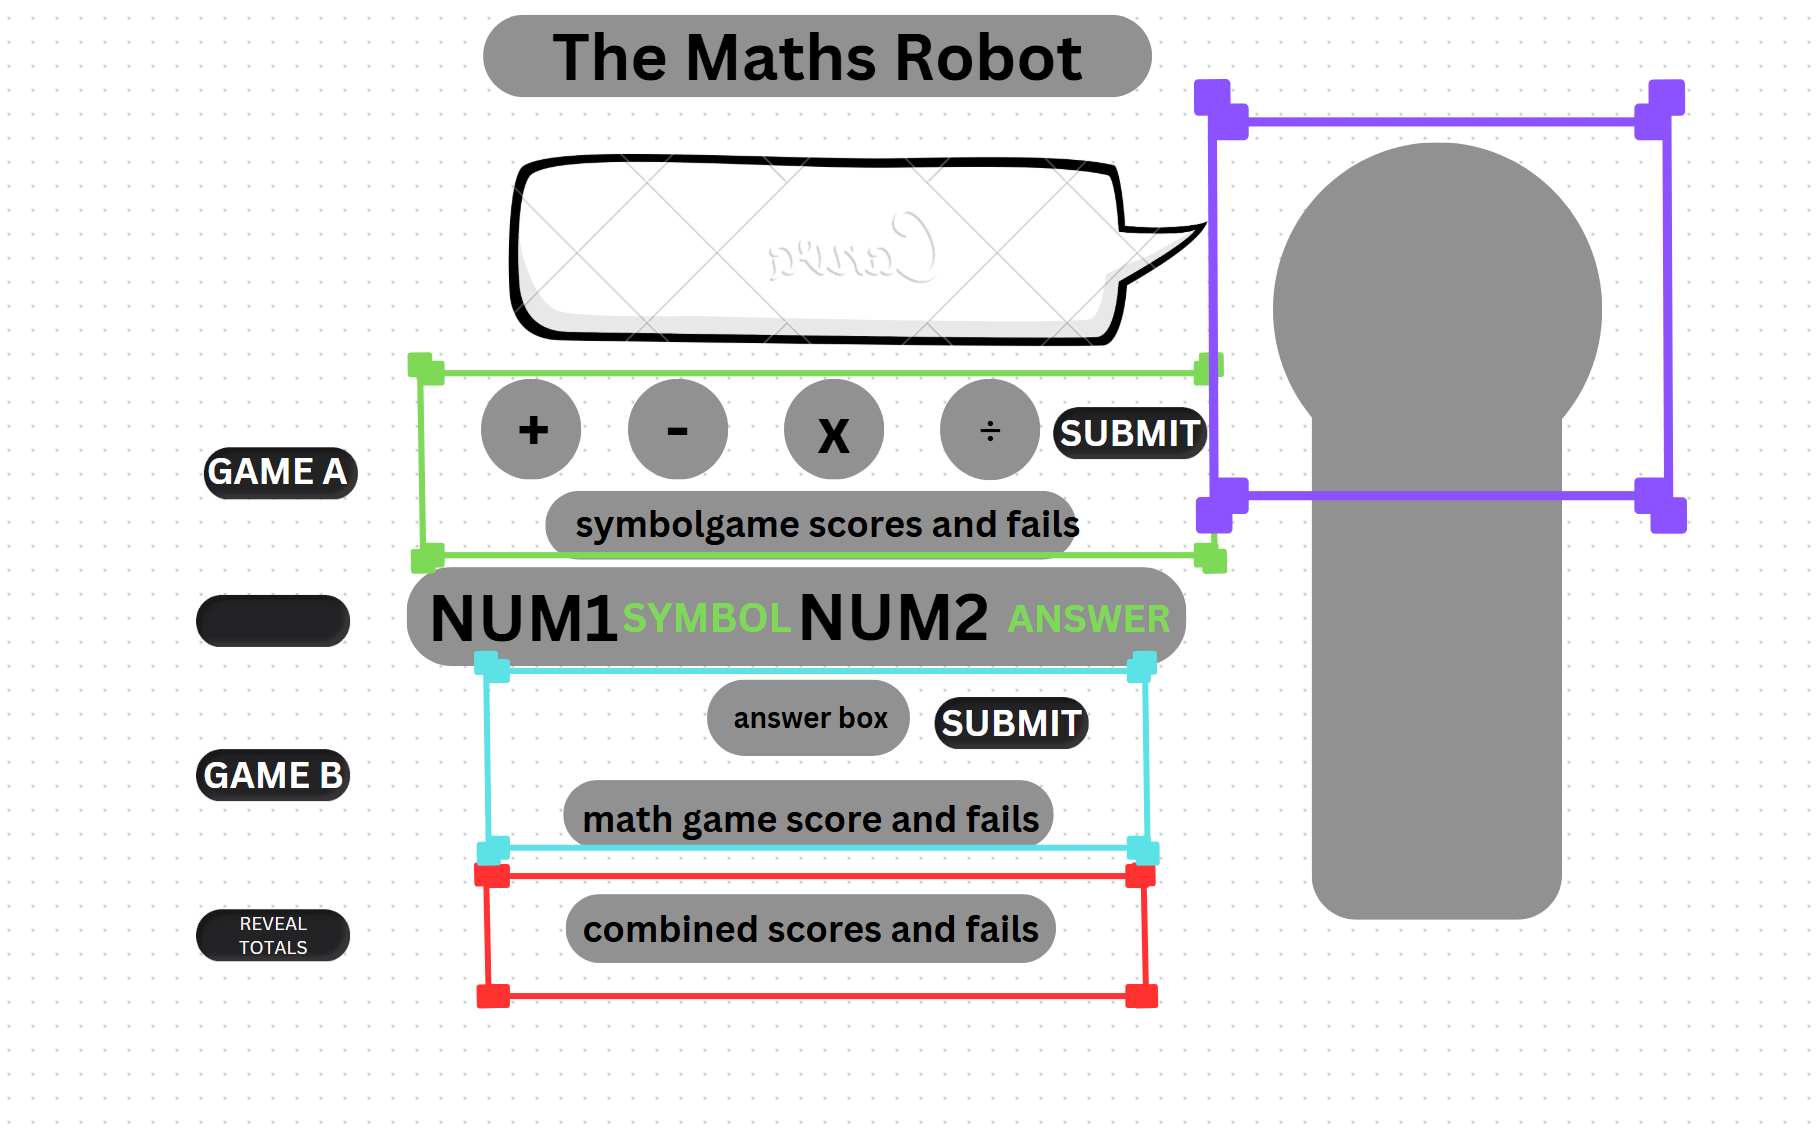 The Maths Robot
Canva
+ - x ÷ SUBMIT
GAME A
symbolgame scores and fails
NUM1 SYMBOL NUM2 ANSWER
answer box SUBMIT
GAME B
math game score and fails
REVEAL
TOTALS
combined scores and fails